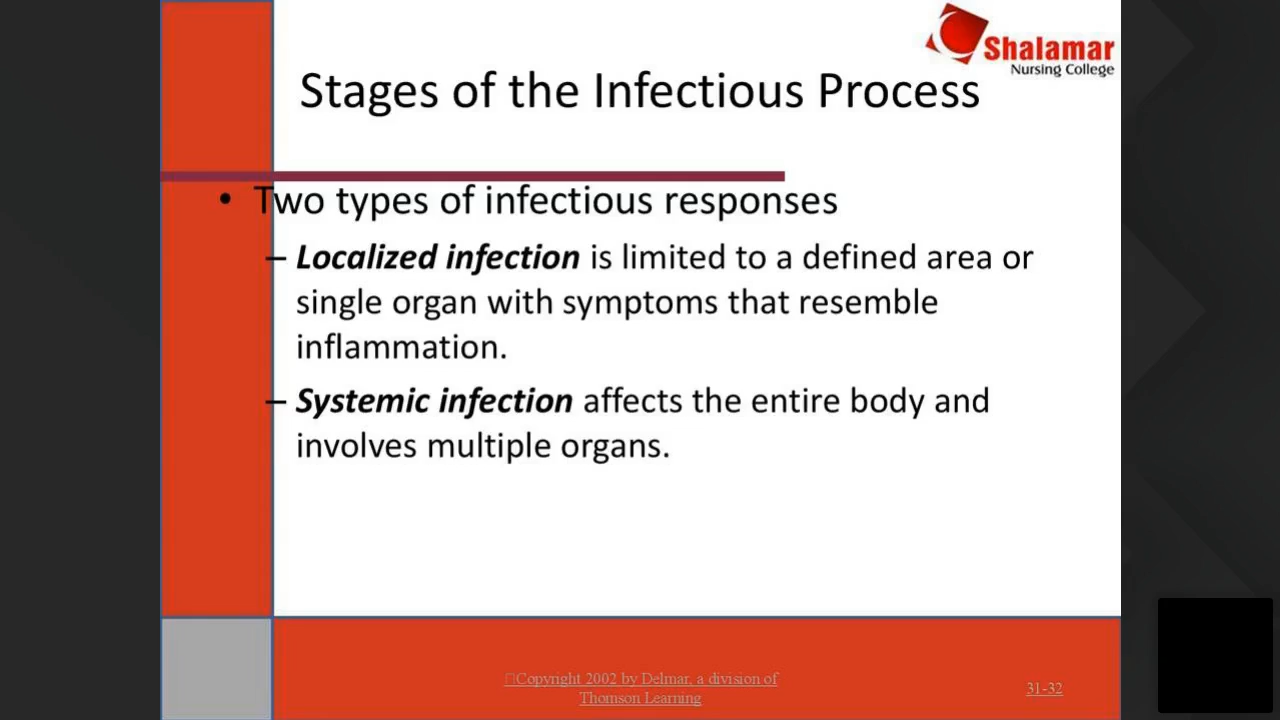 Shalamar
Nursing College
Stages of the Infectious Process
• Two types of infectious responses
– Localized infection is limited to a defined area or
single organ with symptoms that resemble
inflammation.
– Systemic infection affects the entire body and
involves multiple organs.
Copyright 2002 by Delmar, a division of
Thomson Learning
31-32